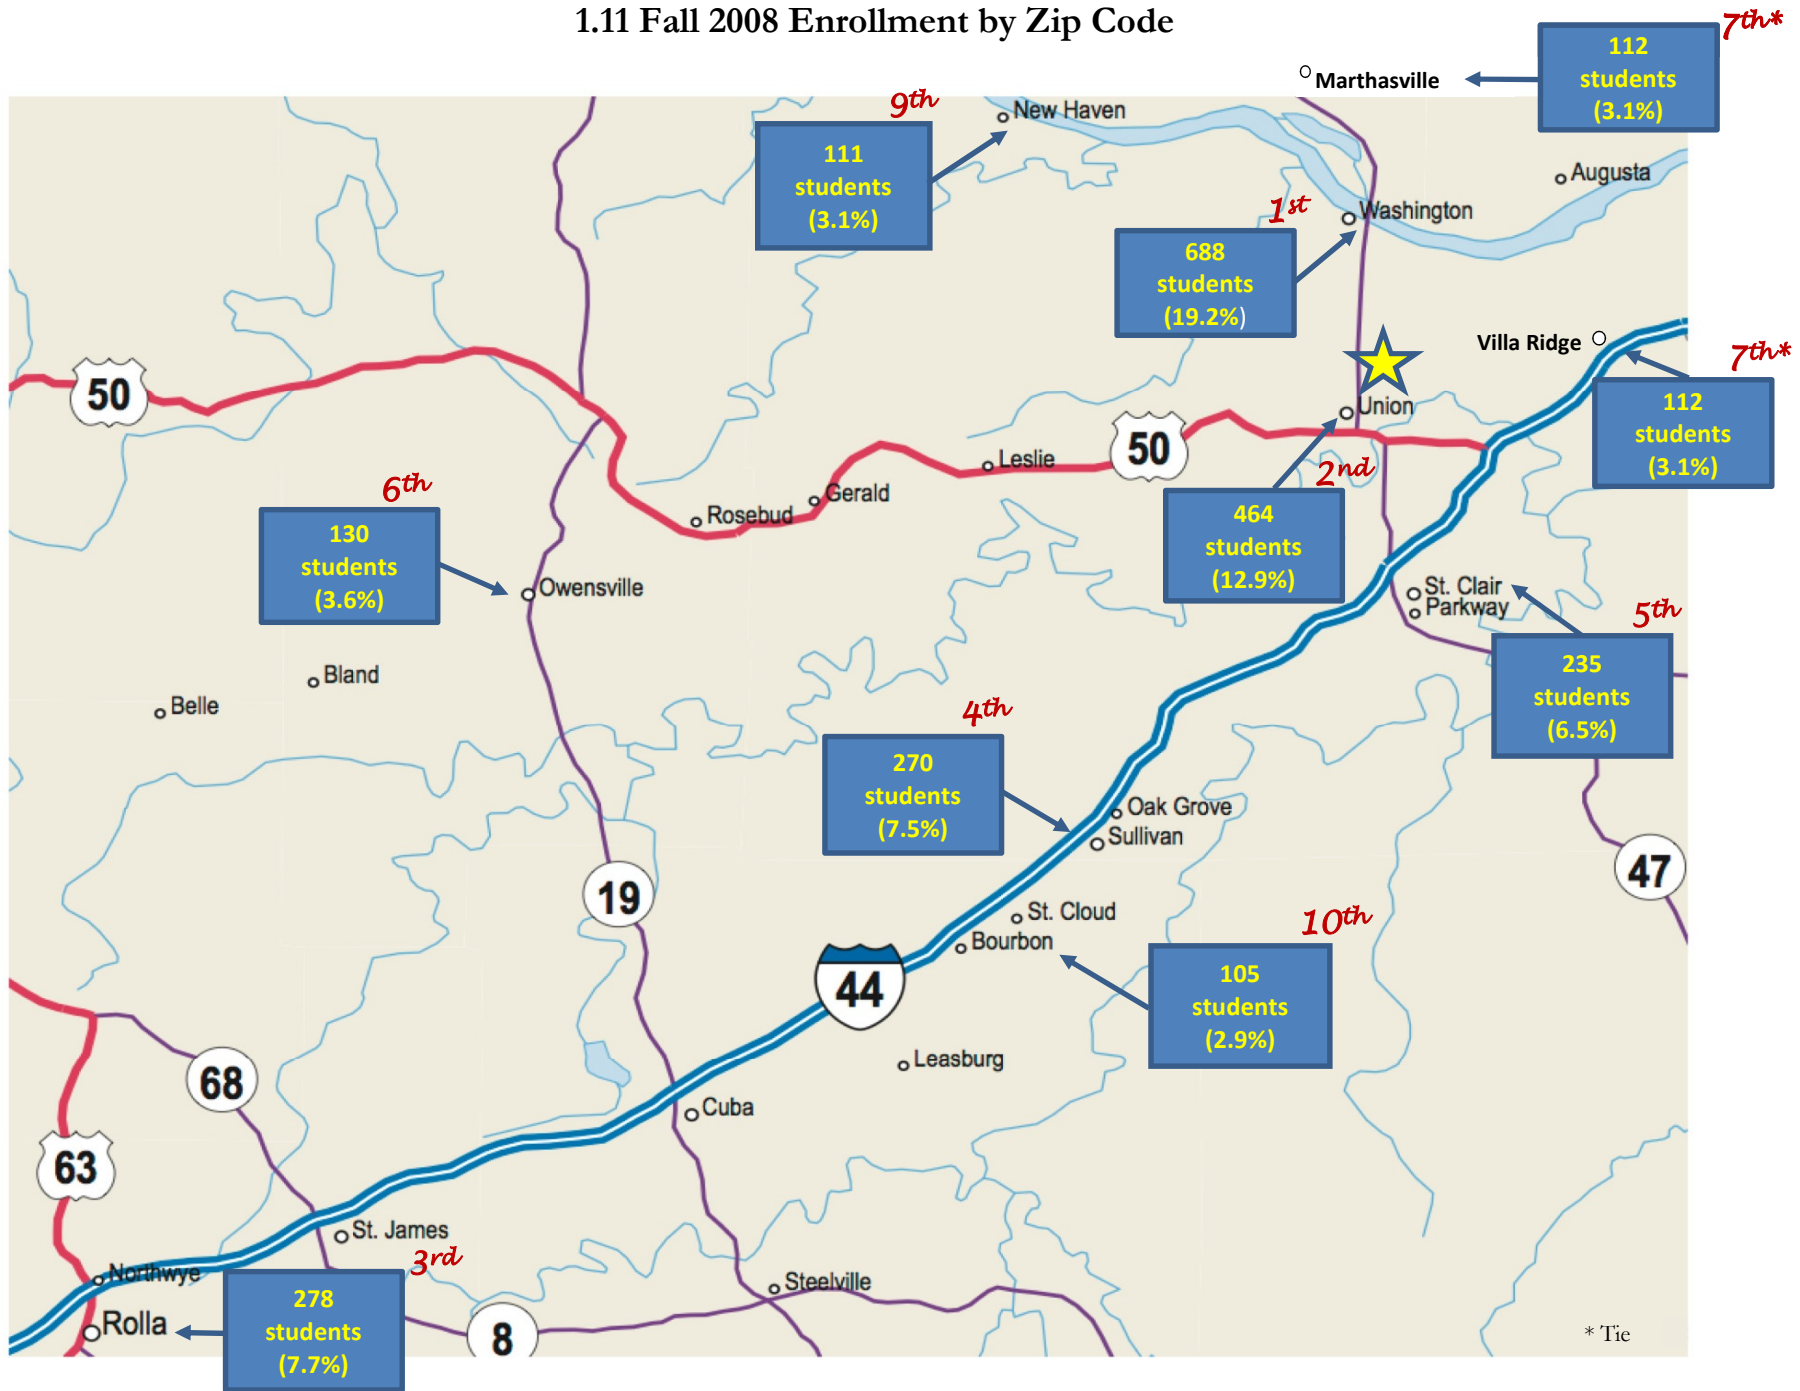 1.11 Fall 2008 Enrollment by Zip Code
7th*
112
students
(3.1%)
Marthasville
9th
111
students
(3.1%)
New Haven
Augusta
1st
Washington
688
students
(19.2%)
Villa Ridge
7th*
112
students
(3.1%)
50
Union
50
Leslie
2nd
464
students
(12.9%)
Gerald
Rosebud
6th
130
students
(3.6%)
Owensville
St. Clair
Parkway
5th
235
students
(6.5%)
Bland
Belle
4th
270
students
(7.5%)
Oak Grove
Sullivan
47
19
St. Cloud
Bourbon
10th
105
students
(2.9%)
44
Leasburg
68
Cuba
63
St. James
3rd
Northwye
278
students
(7.7%)
Rolla
Steelville
8
* Tie